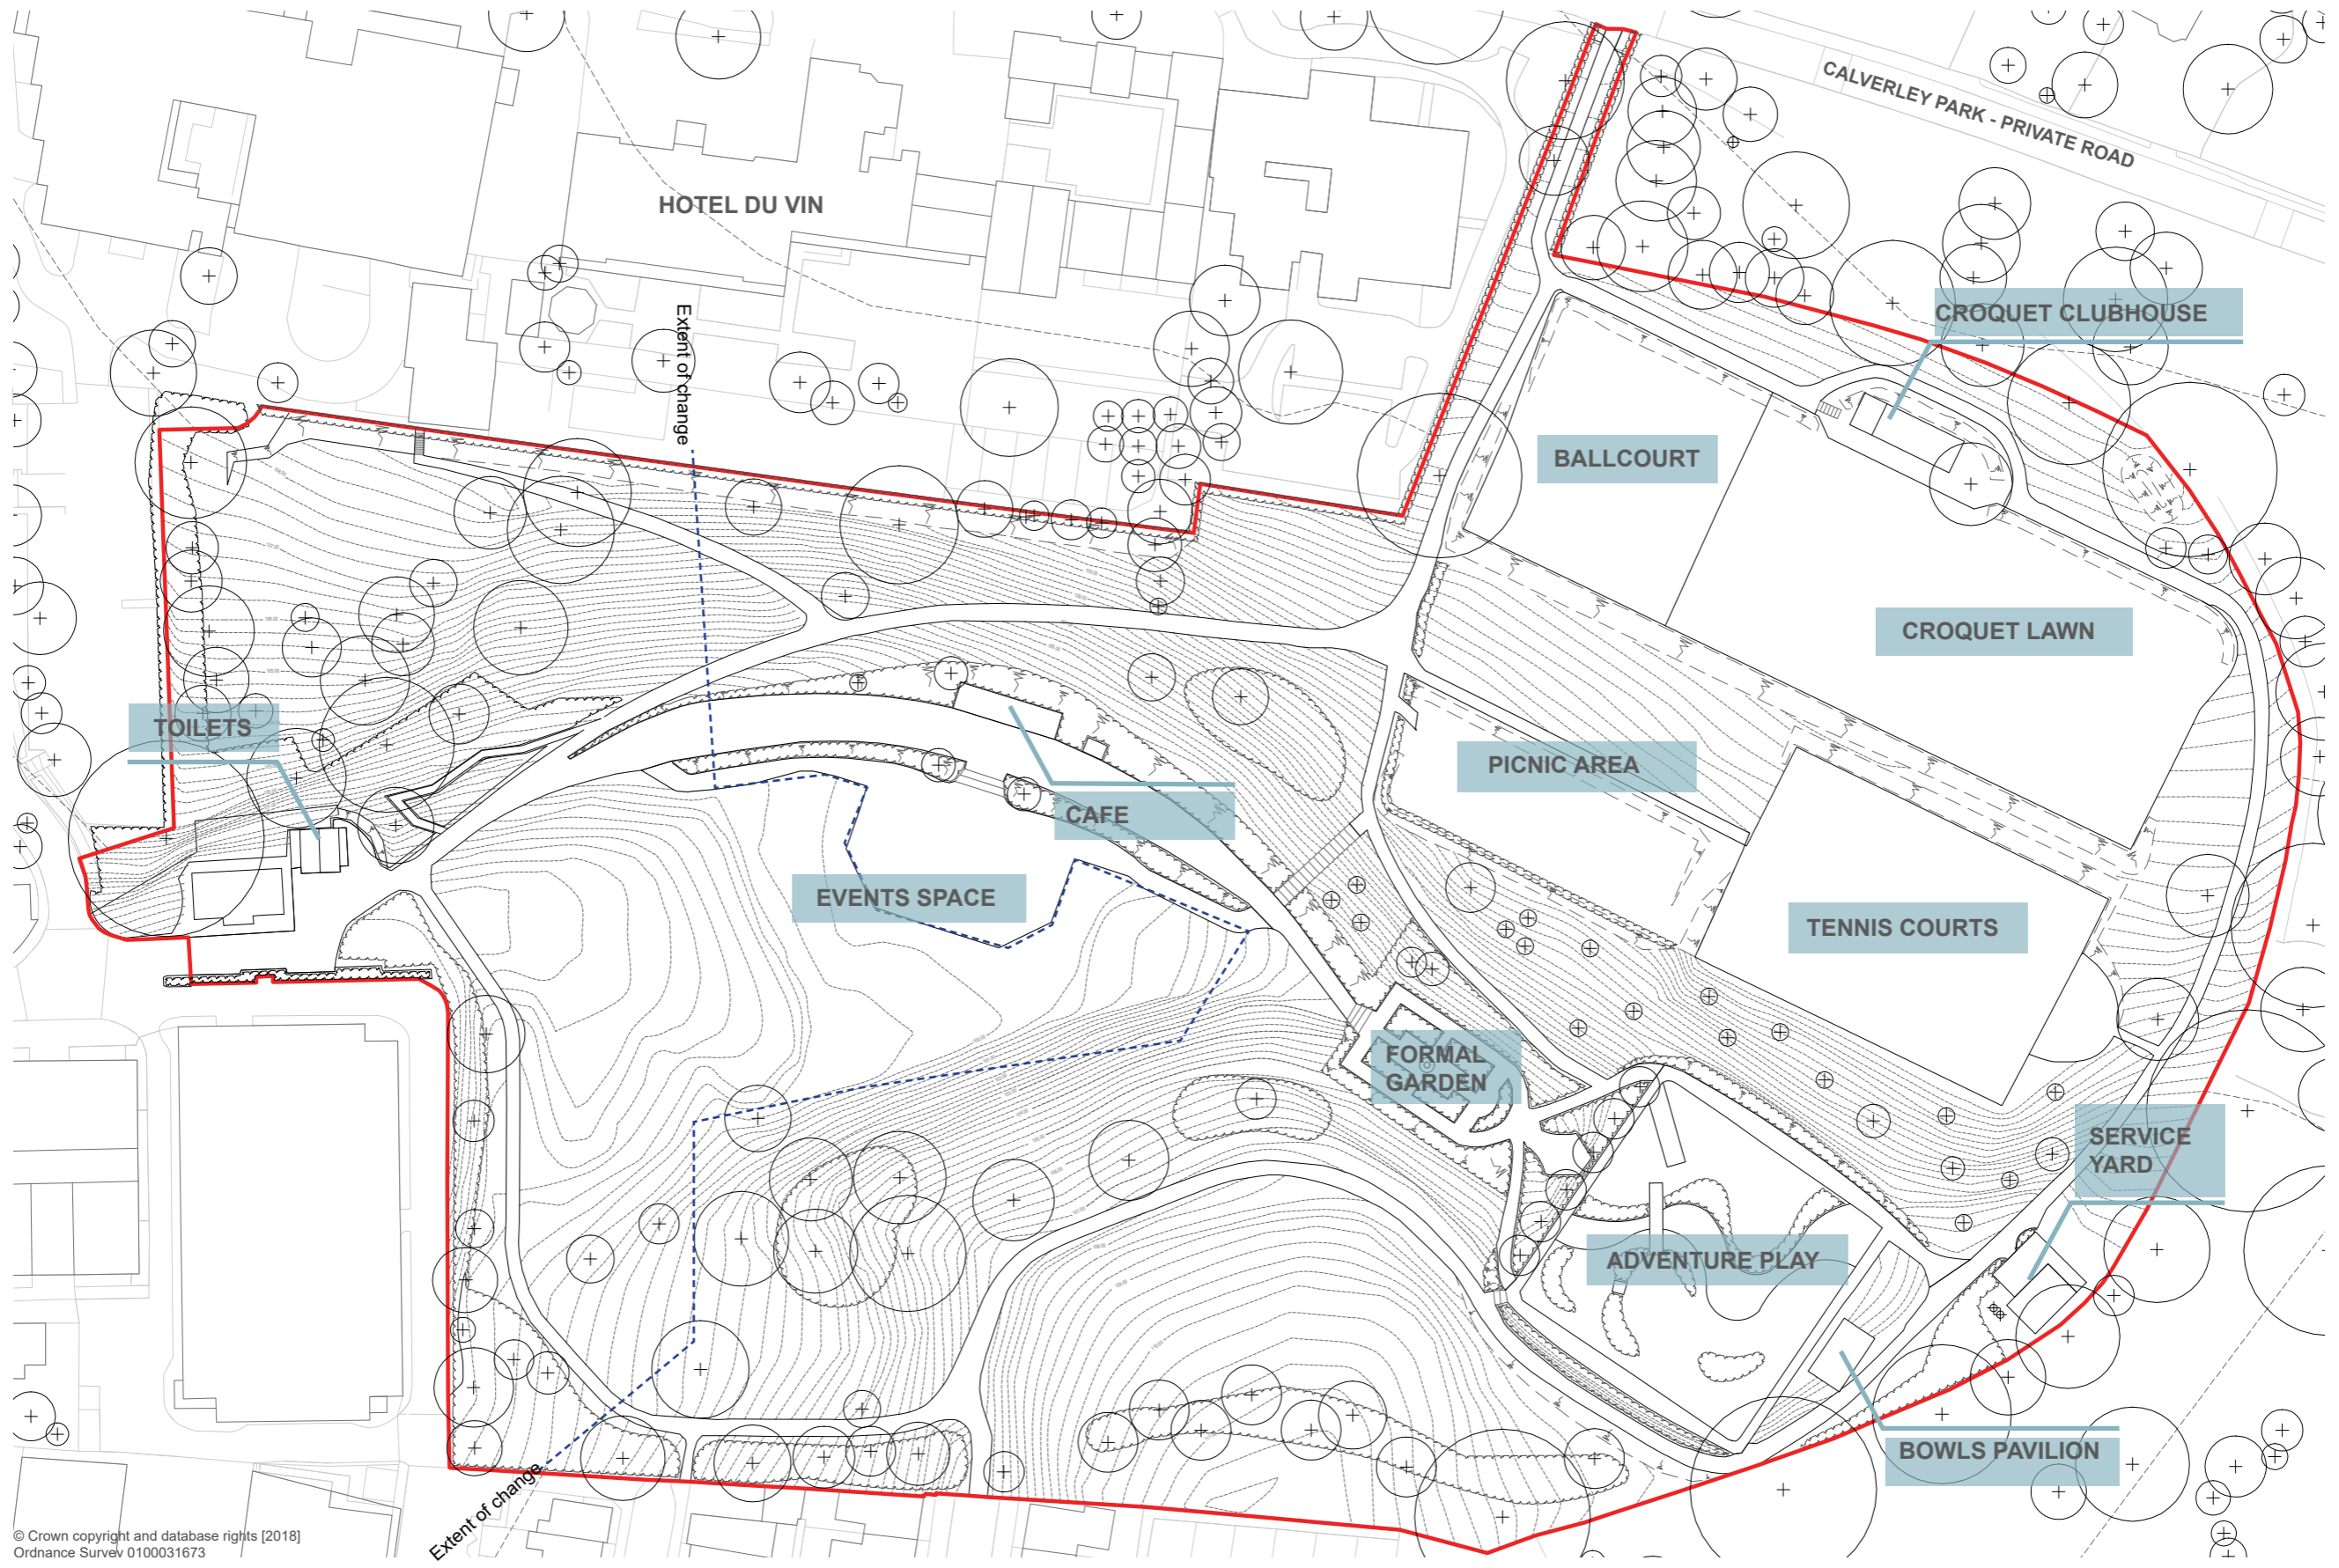 CALVERLEY PARK - PRIVATE ROAD
HOTEL DU VIN
CROQUET CLUBHOUSE
Extent of change
BALLCOURT
CROQUET LAWN
TOILETS
PICNIC AREA
CAFE
EVENTS SPACE
TENNIS COURTS
FORMAL
GARDEN
SERVICE
YARD
ADVENTURE PLAY
BOWLS PAVILION
Extent of change
© Crown copyright and database rights [2018]
Ordnance Survey 0100031673